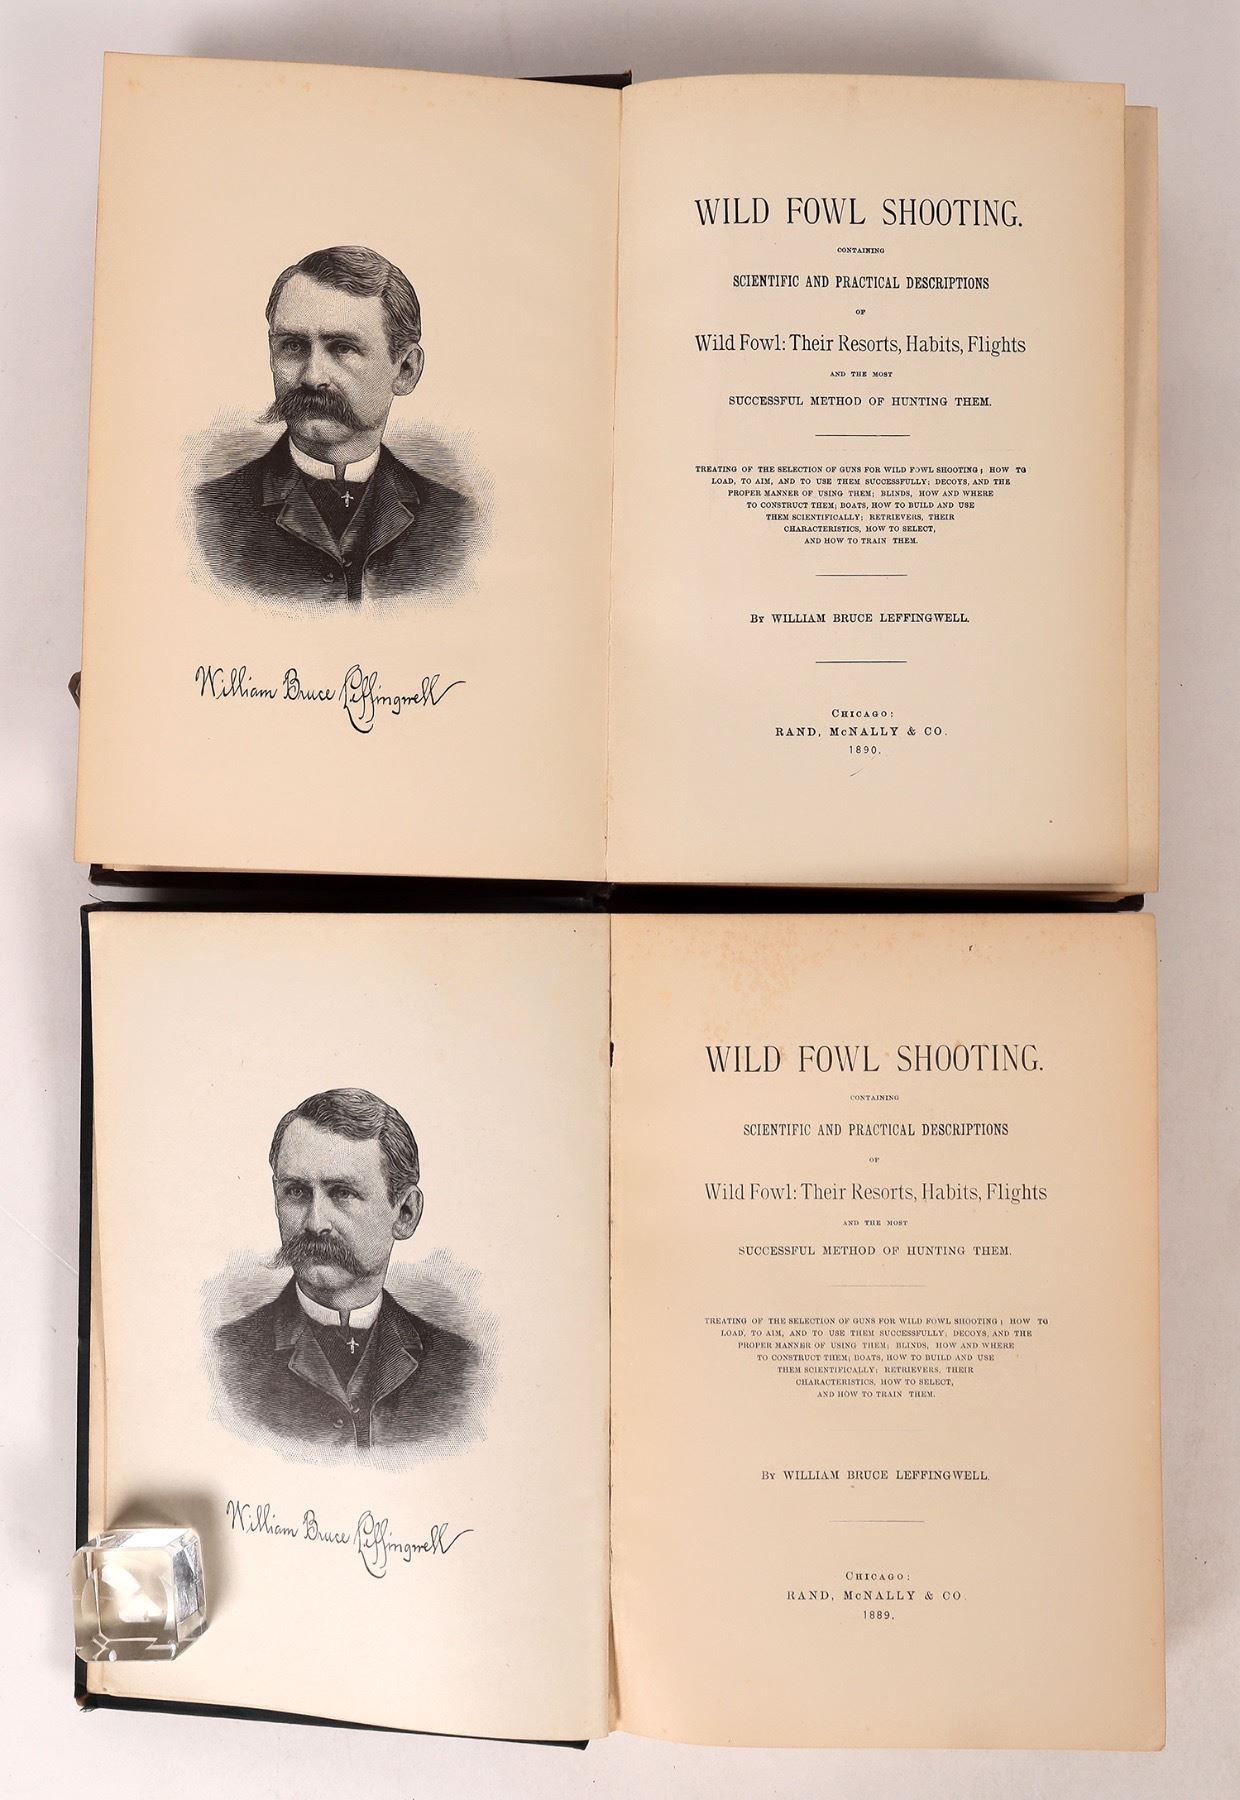 William Bruce Leffingwell
WILD FOWL SHOOTING.
CONTAINING
SCIENTIFIC AND PRACTICAL DESCRIPTIONS
OF
Wild Fowl: Their Resorts, Habits, Flights
AND THE MOST
SUCCESSFUL METHOD OF HUNTING THEM.
TREATING OF THE SELECTION OF GUNS FOR WILD FOWL SHOOTING; HOW TO
LOAD, TO AIM, AND TO USE THEM SUCCESSFULLY; DECOYS, AND THE
PROPER MANNER OF USING THEM; BLINDS, HOW AND WHERE
TO CONSTRUCT THEM; BOATS, HOW TO BUILD AND USE
THEM SCIENTIFICALLY; RETRIEVERS, THEIR
CHARACTERISTICS, HOW TO SELECT,
AND HOW TO TRAIN THEM.
BY WILLIAM BRUCE LEFFINGWELL.
CHICAGO:
RAND, McNALLY & CO.
1890.
William Bruce Leffingwell
WILD FOWL SHOOTING.
CONTAINING
SCIENTIFIC AND PRACTICAL DESCRIPTIONS
OF
Wild Fowl: Their Resorts, Habits, Flights
AND THE MOST
SUCCESSFUL METHOD OF HUNTING THEM.
TREATING OF THE SELECTION OF GUNS FOR WILD FOWL SHOOTING; HOW TO
LOAD, TO AIM, AND TO USE THEM SUCCESSFULLY; DECOYS, AND THE
PROPER MANNER OF USING THEM; BLINDS, HOW AND WHERE
TO CONSTRUCT THEM; BOATS, HOW TO BUILD AND USE
THEM SCIENTIFICALLY; RETRIEVERS, THEIR
CHARACTERISTICS, HOW TO SELECT,
AND HOW TO TRAIN THEM.
BY WILLIAM BRUCE LEFFINGWELL.
CHICAGO:
RAND, McNALLY & CO.
1889.